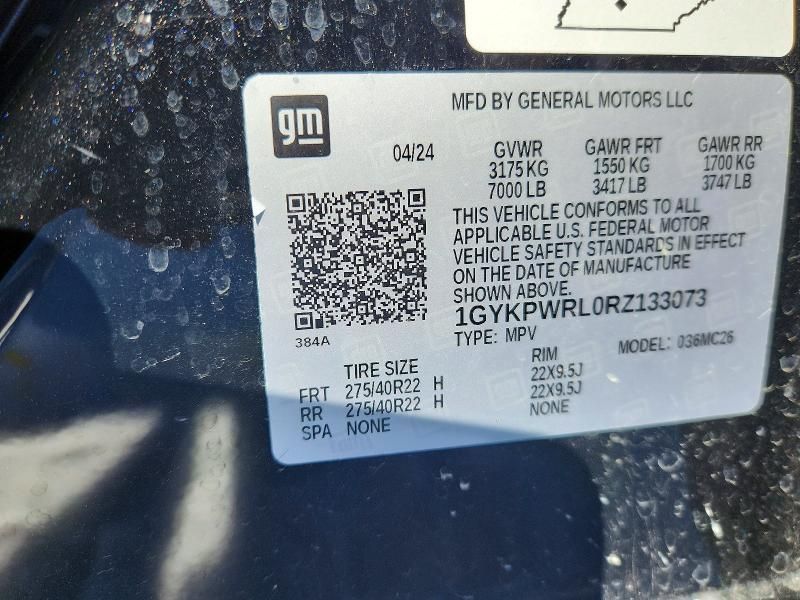 gm
MFD BY GENERAL MOTORS LLC
04/24
GVWR GAWR FRT GAWR RR
3175 KG 1550 KG 1700 KG
7000 LB 3417 LB 3747 LB
THIS VEHICLE CONFORMS TO ALL
APPLICABLE U.S. FEDERAL MOTOR
VEHICLE SAFETY STANDARDS IN EFFECT
ON THE DATE OF MANUFACTURE
SHOWN ABOVE.
1GYKPWRL0RZ133073
TYPE: MPV MODEL: 036MC26
384A
TIRE SIZE RIM
FRT 275/40R22 H 22X9.5J
RR 275/40R22 H 22X9.5J
SPA NONE NONE